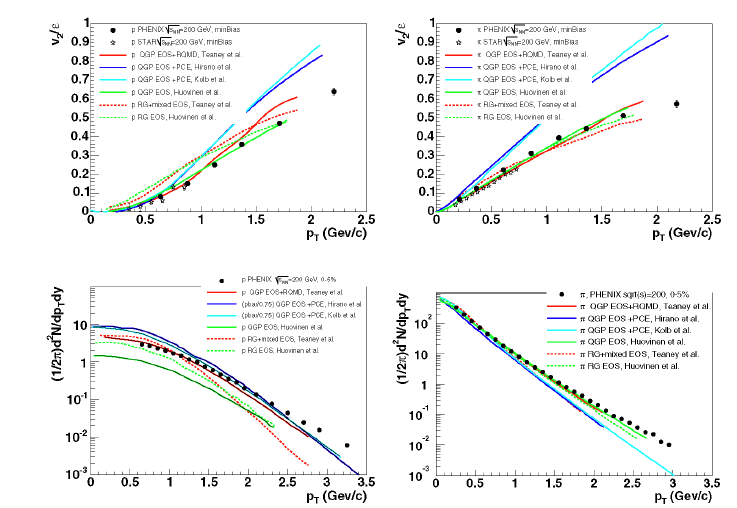 v₂/ε
p PHENIX √sNN=200 GeV, minBias
p STAR √sNN=200 GeV, minBias
p QGP EOS+RQMD, Teaney et al.
p QGP EOS +PCE, Hirano et al.
p QGP EOS +PCE, Kolb et al.
p QGP EOS, Huovinen et al.
p RG+mixed EOS, Teaney et al.
p RG EOS, Huovinen et al.
1
0.9
0.8
0.7
0.6
0.5
0.4
0.3
0.2
0.1
0
0 0.5 1 1.5 2 2.5
pT (Gev/c)
v₂/ε
π PHENIX √sNN=200 GeV, minBias
π STAR √sNN=200 GeV, minBias
π QGP EOS+RQMD, Teaney et al.
π QGP EOS +PCE, Hirano et al.
π QGP EOS +PCE, Kolb et al.
π QGP EOS, Huovinen et al.
π RG+mixed EOS, Teaney et al.
π RG EOS, Huovinen et al.
1
0.9
0.8
0.7
0.6
0.5
0.4
0.3
0.2
0.1
0
0 0.5 1 1.5 2 2.5
pT (Gev/c)
(1/2π)d²N/dpTdy
p PHENIX √sNN=200 GeV, 0-5%
p QGP EOS+RQMD, Teaney et al.
(pbar/0.75) QGP EOS +PCE, Hirano et al.
(pbar/0.75) QGP EOS +PCE, Kolb et al.
p QGP EOS, Huovinen et al.
p RG+mixed EOS, Teaney et al.
p RG EOS, Huovinen et al.
10
1
10⁻¹
10⁻²
10⁻³
0 0.5 1 1.5 2 2.5 3 3.5
pT (Gev/c)
(1/2π)d²N/dpTdy
π, PHENIX sqrt(s)=200, 0-5%
π QGP EOS+RQMD, Teaney et al.
π QGP EOS +PCE, Hirano et al.
π QGP EOS +PCE, Kolb et al.
π QGP EOS, Huovinen et al.
π RG+mixed EOS, Teaney et al.
π RG EOS, Huovinen et al.
10²
10
1
10⁻¹
10⁻²
10⁻³
0 0.5 1 1.5 2 2.5 3 3.5
pT (Gev/c)